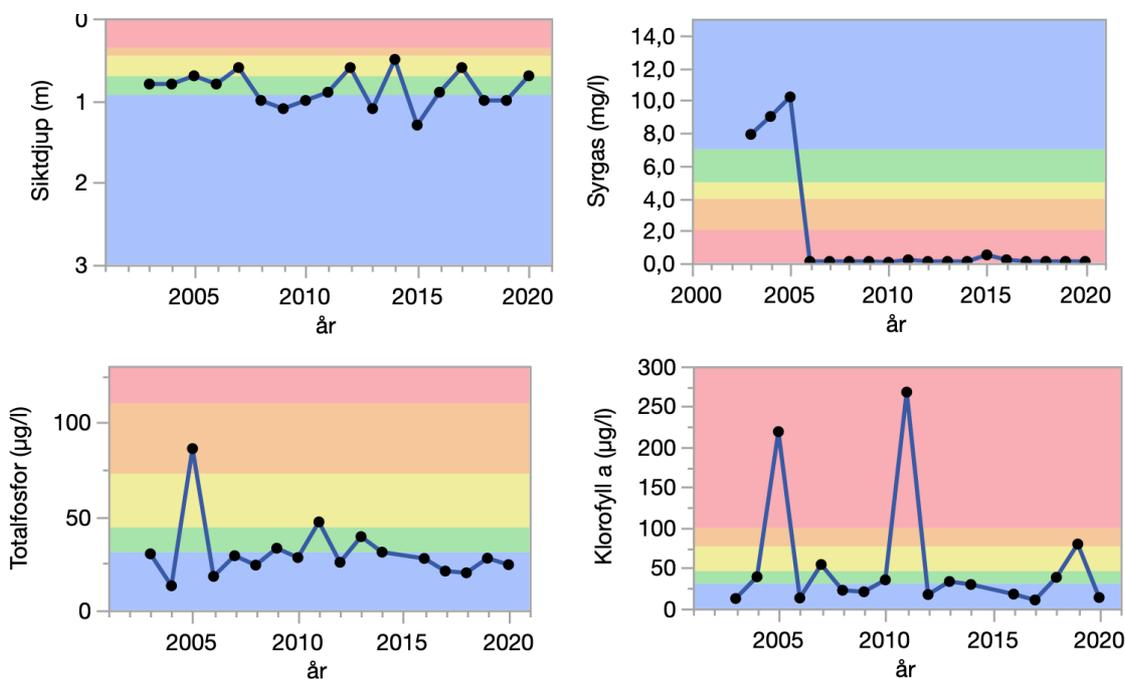 Siktdjup (m)
0
1
2
3
2005 2010 2015 2020
år
Syrgas (mg/l)
14,0
12,0
10,0
8,0
6,0
4,0
2,0
0,0
2000 2005 2010 2015 2020
år
Totalfosfor (µg/l)
100
50
0
2005 2010 2015 2020
år
Klorofyll a (µg/l)
300
250
200
150
100
50
0
2005 2010 2015 2020
år